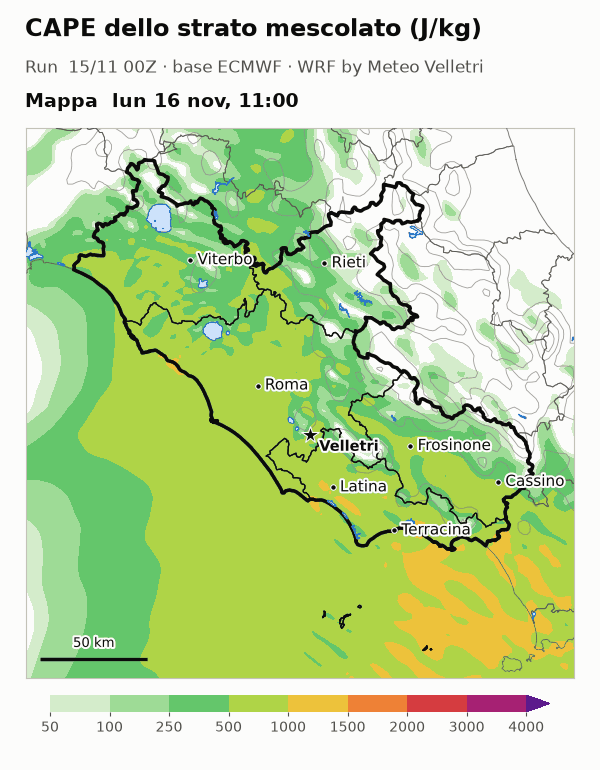 CAPE dello strato mescolato (J/kg)
Run 15/11 00Z · base ECMWF · WRF by Meteo Velletri
Mappa lun 16 nov, 11:00
Viterbo
Rieti
Roma
Velletri
Frosinone
Latina
Cassino
Terracina
50 km
50 100 250 500 1000 1500 2000 3000 4000